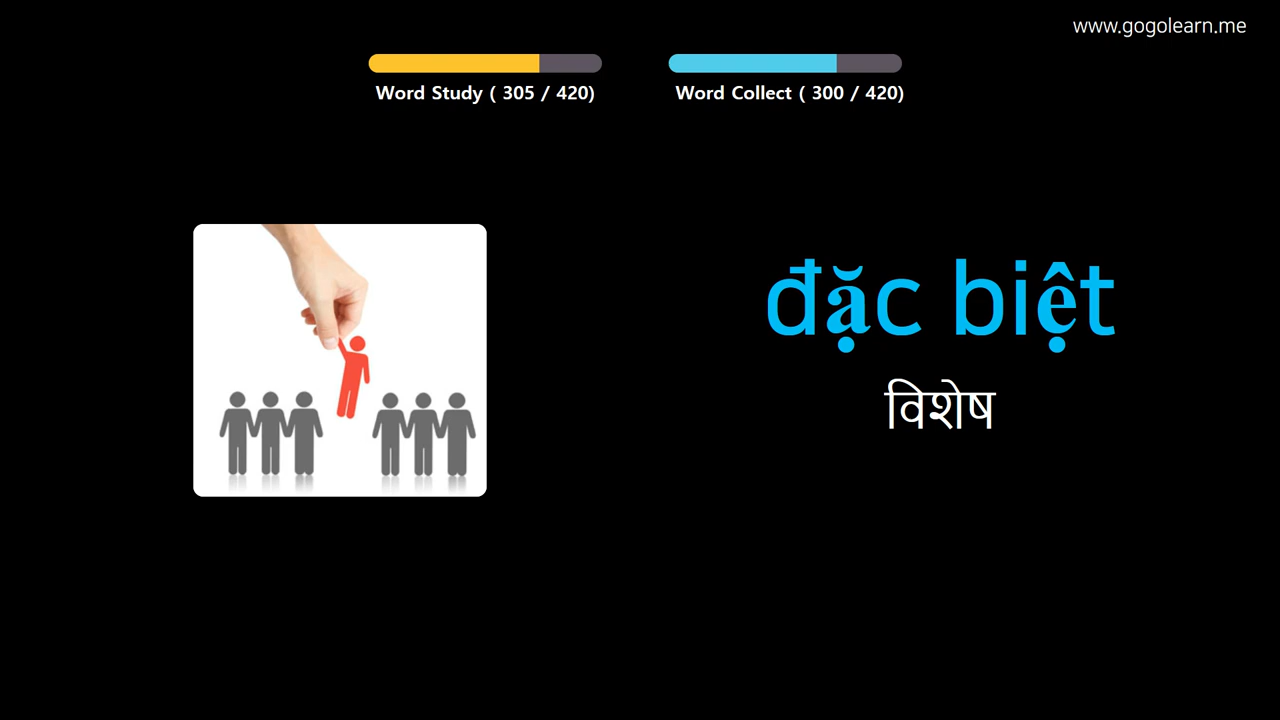 www.gogolearn.me
Word Study ( 305 / 420)
Word Collect ( 300 / 420)
đặc biệt
विशेष